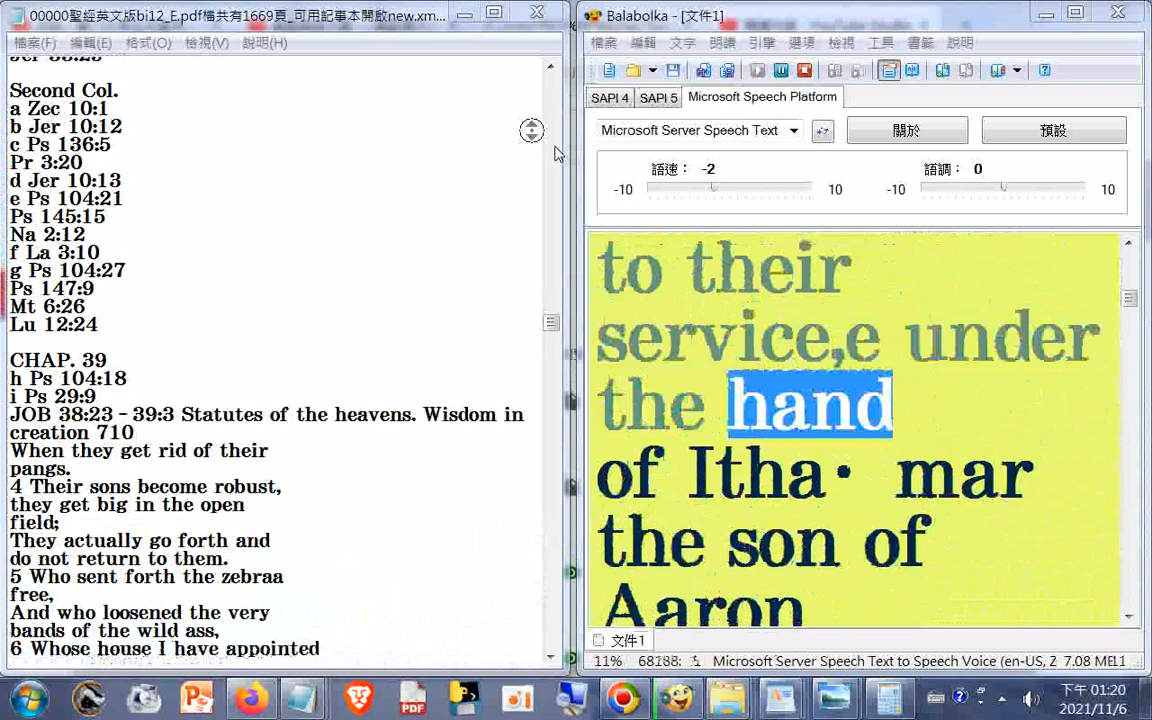 00000聖經英文版bi12_E.pdf檔共有1669頁_可用記事本開啟new.xm...
檔案(F) 編輯(E) 格式(O) 檢視(V) 說明(H)
Jer 38:23
Second Col.
a Zec 10:1
b Jer 10:12
c Ps 136:5
Pr 3:20
d Jer 10:13
e Ps 104:21
Ps 145:15
Na 2:12
f La 3:10
g Ps 104:27
Ps 147:9
Mt 6:26
Lu 12:24
CHAP. 39
h Ps 104:18
i Ps 29:9
JOB 38:23－39:3 Statutes of the heavens. Wisdom in
creation 710
When they get rid of their
pangs.
4 Their sons become robust,
they get big in the open
field;
They actually go forth and
do not return to them.
5 Who sent forth the zebraa
free,
And who loosened the very
bands of the wild ass,
6 Whose house I have appointed
Balabolka - [文件1]
檔案 編輯 文字 朗讀 引擎 選項 檢視 工具 書籤 說明
SAPI 4 SAPI 5 Microsoft Speech Platform
Microsoft Server Speech Text 關於 預設
語速： -2 語調： 0
-10 10 -10 10
to their
service,e under
the hand
of Itha· mar
the son of
Aaron
文件1
11% 68188: Microsoft Server Speech Text to Speech Voice (en-US, Z 7.08 ME
下午 01:20
2021/11/6